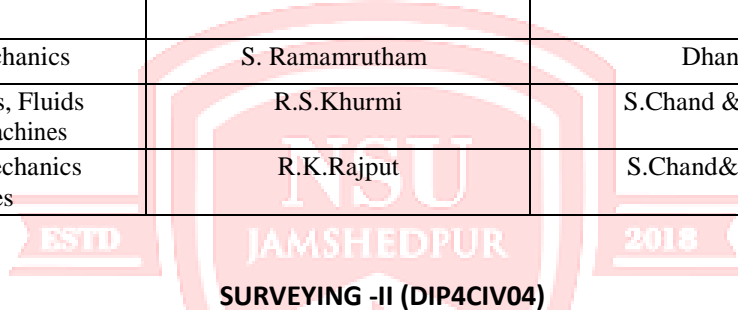 chanics S. Ramamrutham Dhan
s, Fluids R.S.Khurmi S.Chand &
achines
echanics R.K.Rajput S.Chand&
es
NSU
ESTD JAMSHEDPUR 2018
SURVEYING -II (DIP4CIV04)